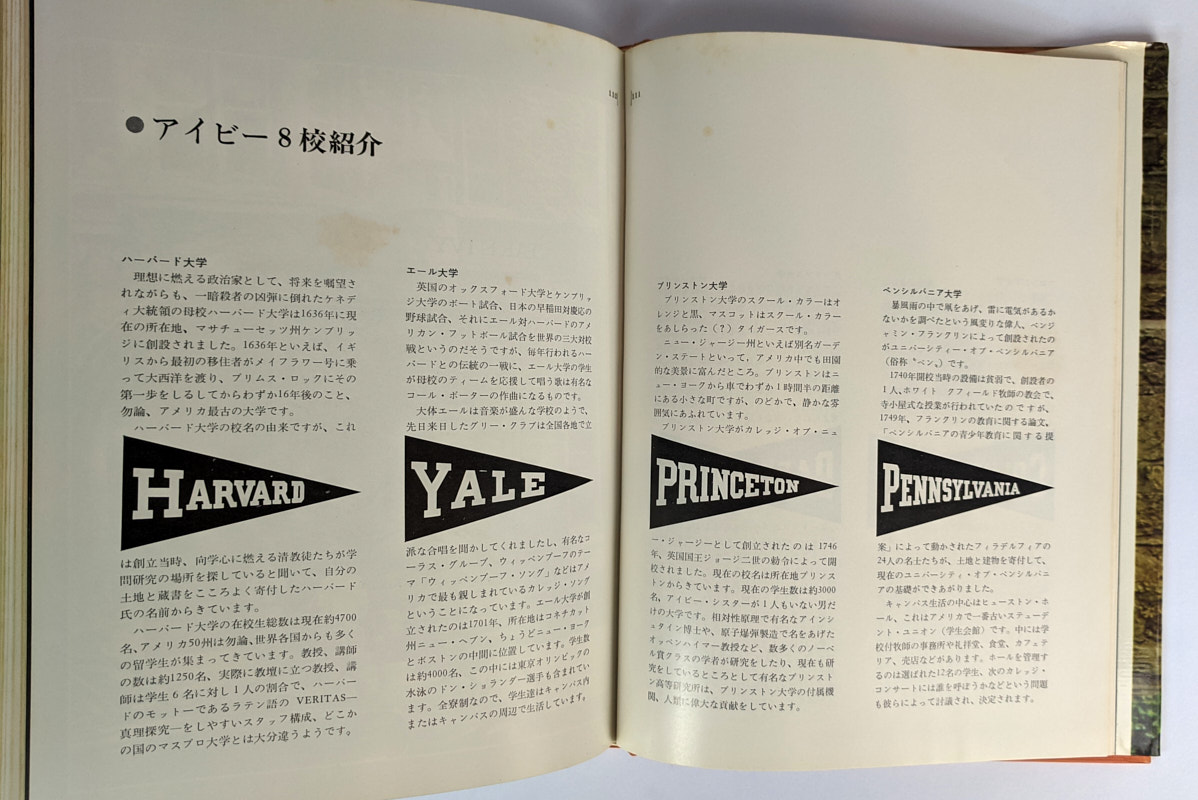 110
●アイビー8校紹介
ハーバード大学
理想に燃える政治家として、将来を嘱望さ
れながらも、一暗殺者の凶弾に倒れたケネデ
ィ大統領の母校ハーバード大学は1636年に現
在の所在地、マサチューセッツ州ケンブリッ
ジに創設されました。1636年といえば、イギ
リスから最初の移住者がメイフラワー号に乗
って大西洋を渡り、プリムス・ロックにその
第一歩をしるしてからわずか16年後のこと、
勿論、アメリカ最古の大学です。
ハーバード大学の校名の由来ですが、これ
HARVARD
は創立当時、向学心に燃える清教徒たちが学
問研究の場所を探していると聞いて、自分の
土地と蔵書をこころよく寄付したハーバード
氏の名前からきています。
ハーバード大学の在校生総数は現在約4700
名、アメリカ50州は勿論、世界各国からも多く
の留学生が集まってきています。教授、講師
の数は約1250名、実際に教壇に立つ教授、講
師は学生6名に対し1人の割合で、ハーバー
ドのモットーであるラテン語の VERITAS—
真理探究—をしやすいスタッフ構成、どこか
の国のマスプロ大学とは大分違うようです。
エール大学
英国のオックスフォード大学とケンブリッ
ジ大学のボート試合、日本の早稲田対慶応の
野球試合、それにエール対ハーバードのアメ
リカン・フットボール試合を世界の三大対校
戦というのだそうですが、毎年行われるハー
バードとの伝統の一戦に、エール大学の学生
が母校のティームを応援して唱う歌は有名な
コール・ポーターの作曲になるものです。
大体エールは音楽が盛んな学校のようで、
先日来日したグリー・クラブは全国各地で立
YALE
派な合唱を聞かしてくれましたし、有名なコ
ーラス・グループ、ウィッペンプーフのテー
マ「ウィッペンプーフ・ソング」などはアメ
リカで最も親しまれているカレッジ・ソング
ということになっています。エール大学が創
立されたのは1701年、所在地はコネチカット
州ニュー・ヘブン、ちょうどニュー・ヨーク
とボストンの中間に位置しています。学生数
は約4000名、この中には東京オリンピックの
水泳のドン・ショランダー選手も含まれてい
ます。全寮制なので、学生達はキャンパス内
またはキャンパスの周辺で生活しています。
111
プリンストン大学
プリンストン大学のスクール・カラーはオ
レンジと黒、マスコットはスクール・カラー
をあしらった(?)タイガースです。
ニュー・ジャージー州といえば別名ガーデ
ン・ステートといって、アメリカ中でも田園
的な美景に富んだところ。プリンストンはニ
ュー・ヨークから車でわずか1時間半の距離
にある小さな町ですが、のどかで、静かな雰
囲気にあふれています。
プリンストン大学がカレッジ・オブ・ニュ
PRINCETON
ー・ジャージーとして創立されたのは 1746
年、英国国王ジョージ二世の勅令によって開
校されました。現在の校名は所在地プリンス
トンからきています。現在の学生数は約3000
名、アイビー・シスターが1人もいない男だ
けの大学です。相対性原理で有名なアインシ
ュタイン博士や、原子爆弾製造で名をあげた
オッペンハイマー教授など、数多くのノーベ
ル賞クラスの学者が研究をしたり、現在も研
究をしているところとして有名なプリンスト
ン高等研究所は、プリンストン大学の付属機
関、人類に偉大な貢献をしています。
ペンシルバニア大学
暴風雨の中で凧をあげ、雷に電気があるか
ないかを調べたという風変りな偉人、ベンジ
ャミン・フランクリンによって創設されたの
がユニバーシティー・オブ・ペンシルバニア
(俗称〝ペン〟)です。
1740年開校当時の設備は貧弱で、創設者の
1人、ホワイト クフィールド牧師の教会で、
寺小屋式な授業が行われていたのですが、
1749年、フランクリンの教育に関する論文、
「ペンシルバニアの青少年教育に関する提
PENNSYLVANIA
案」によって動かされたフィラデルフィアの
24人の名士たちが、土地と建物を寄付して、
現在のユニバーシティ・オブ・ペンシルバニ
アの基礎ができあがりました。
キャンパス生活の中心はヒューストン・ホ
ール、これはアメリカで一番古いステューデ
ント・ユニオン(学生会館)です。中には学
校付牧師の事務所や礼拝堂、食堂、カフェテ
リア、売店などがあります。ホールを管理す
るのは選ばれた12名の学生、次のカレッジ・
コンサートには誰を呼ぼうかなどという問題
も彼らによって討議され、決定されます。